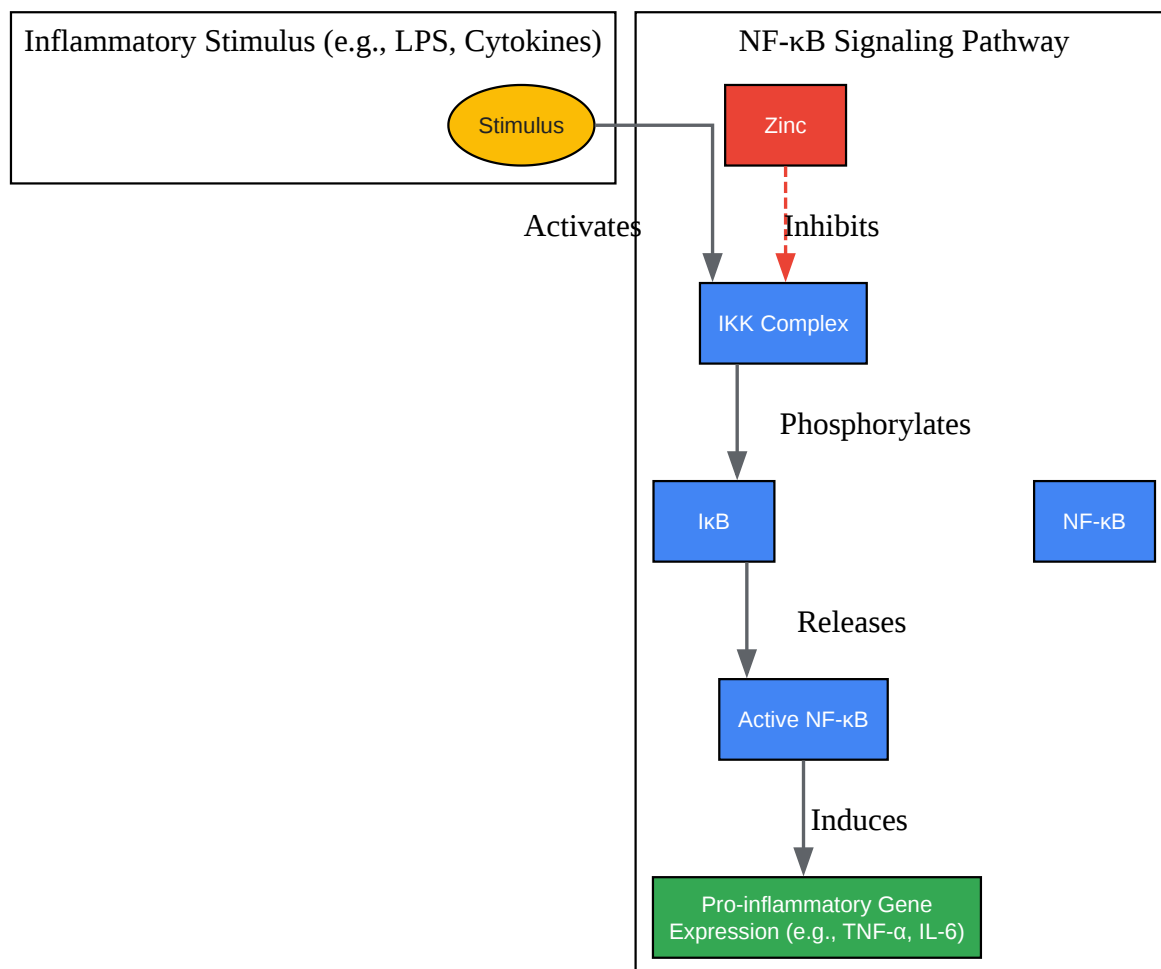 Inflammatory Stimulus (e.g., LPS, Cytokines)
NF-κB Signaling Pathway
Stimulus
Zinc
Activates
Inhibits
IKK Complex
Phosphorylates
IκB
NF-κB
Releases
Active NF-κB
Induces
Pro-inflammatory Gene
Expression (e.g., TNF-α, IL-6)